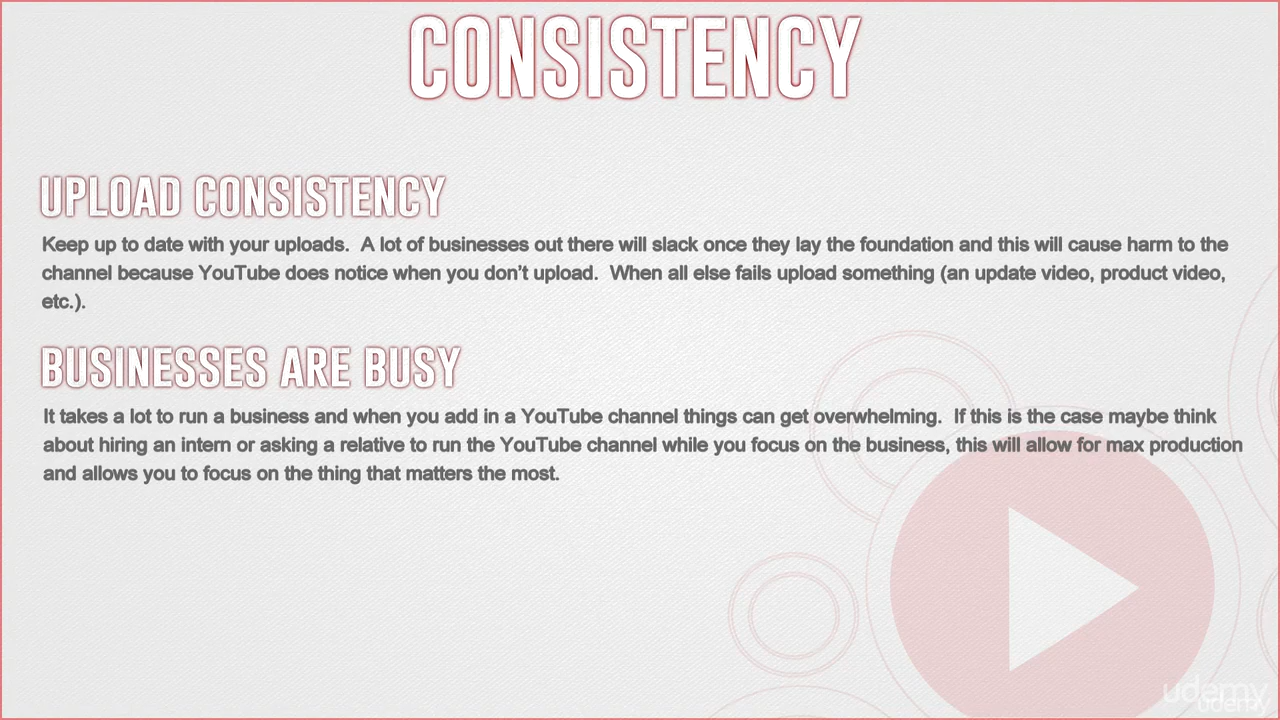 CONSISTENCY
UPLOAD CONSISTENCY
Keep up to date with your uploads.  A lot of businesses out there will slack once they lay the foundation and this will cause harm to the
channel because YouTube does notice when you don’t upload.  When all else fails upload something (an update video, product video,
etc.).
BUSINESSES ARE BUSY
It takes a lot to run a business and when you add in a YouTube channel things can get overwhelming.  If this is the case maybe think
about hiring an intern or asking a relative to run the YouTube channel while you focus on the business, this will allow for max production
and allows you to focus on the thing that matters the most.
udemy
udemy